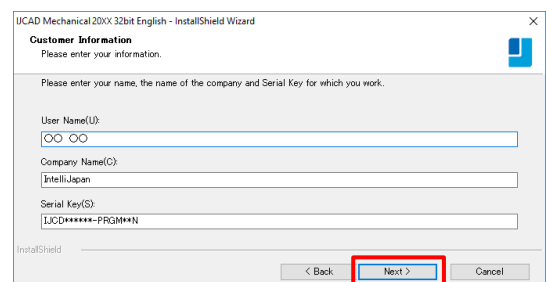 IJCAD Mechanical 20XX 32bit English - InstallShield Wizard
Customer Information
Please enter your information.
Please enter your name, the name of the company and Serial Key for which you work.
User Name(U):
○○ ○○
Company Name(C):
IntelliJapan
Serial Key(S):
IJCD******-PRGM**N
InstallShield
< Back Next > Cancel